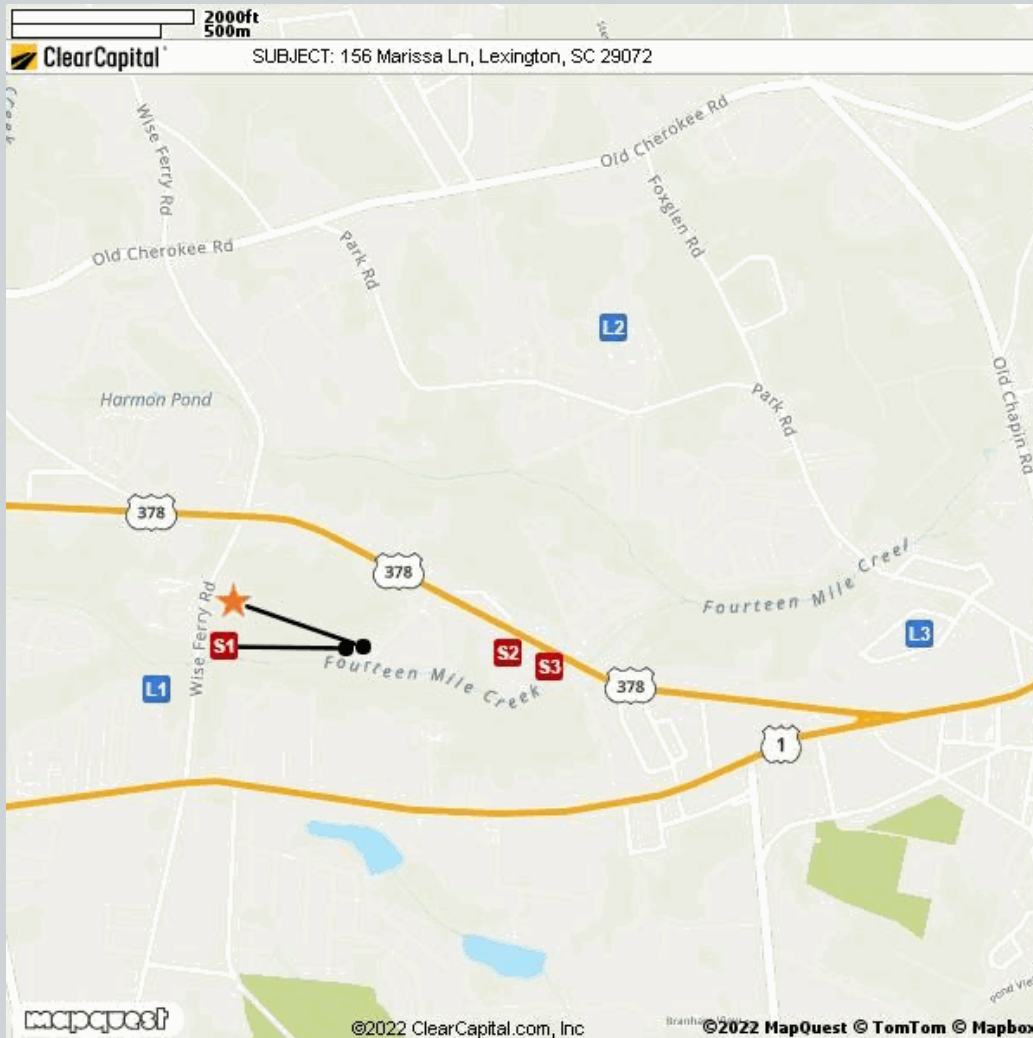 2000ft
500m
ClearCapital
SUBJECT: 156 Marissa Ln, Lexington, SC 29072
Wise Ferry Rd
Old Cherokee Rd
Foxglen Rd
Old Cherokee Rd
Park Rd
L2
Old Chapin Rd
Harmon Pond
Park Rd
378
378
Fourteen Mile Creel
Wise Ferry Rd
S1
L3
S2
S3
Fourteen Mile Creek
L1
378
1
Pond View
mapquest
©2022 ClearCapital.com, Inc
©2022 MapQuest © TomTom © Mapbox